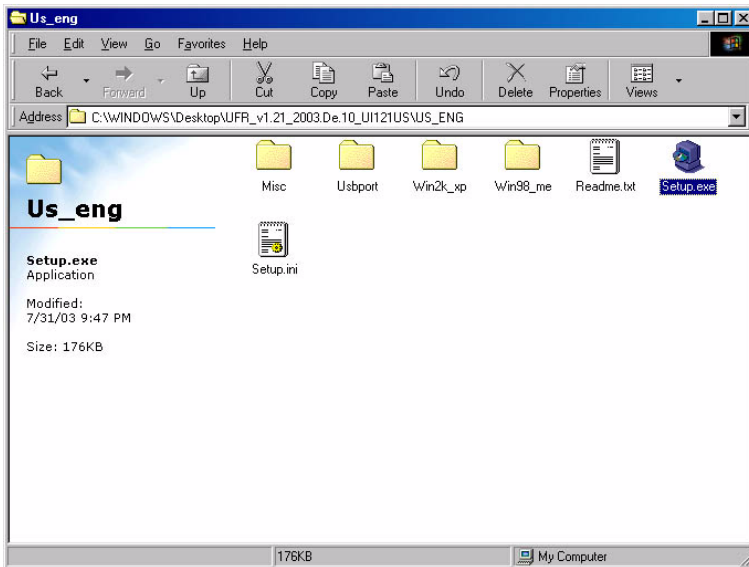 Us_eng
File Edit View Go Favorites Help
Back Forward Up Cut Copy Paste Undo Delete Properties Views
Address C:\WINDOWS\Desktop\UFR_v1.21_2003.De.10_UI121US\US_ENG
Misc Usbport Win2k_xp Win98_me Readme.txt Setup.exe
Us_eng
Setup.exe
Application
Setup.ini
Modified:
7/31/03 9:47 PM
Size: 176KB
176KB My Computer